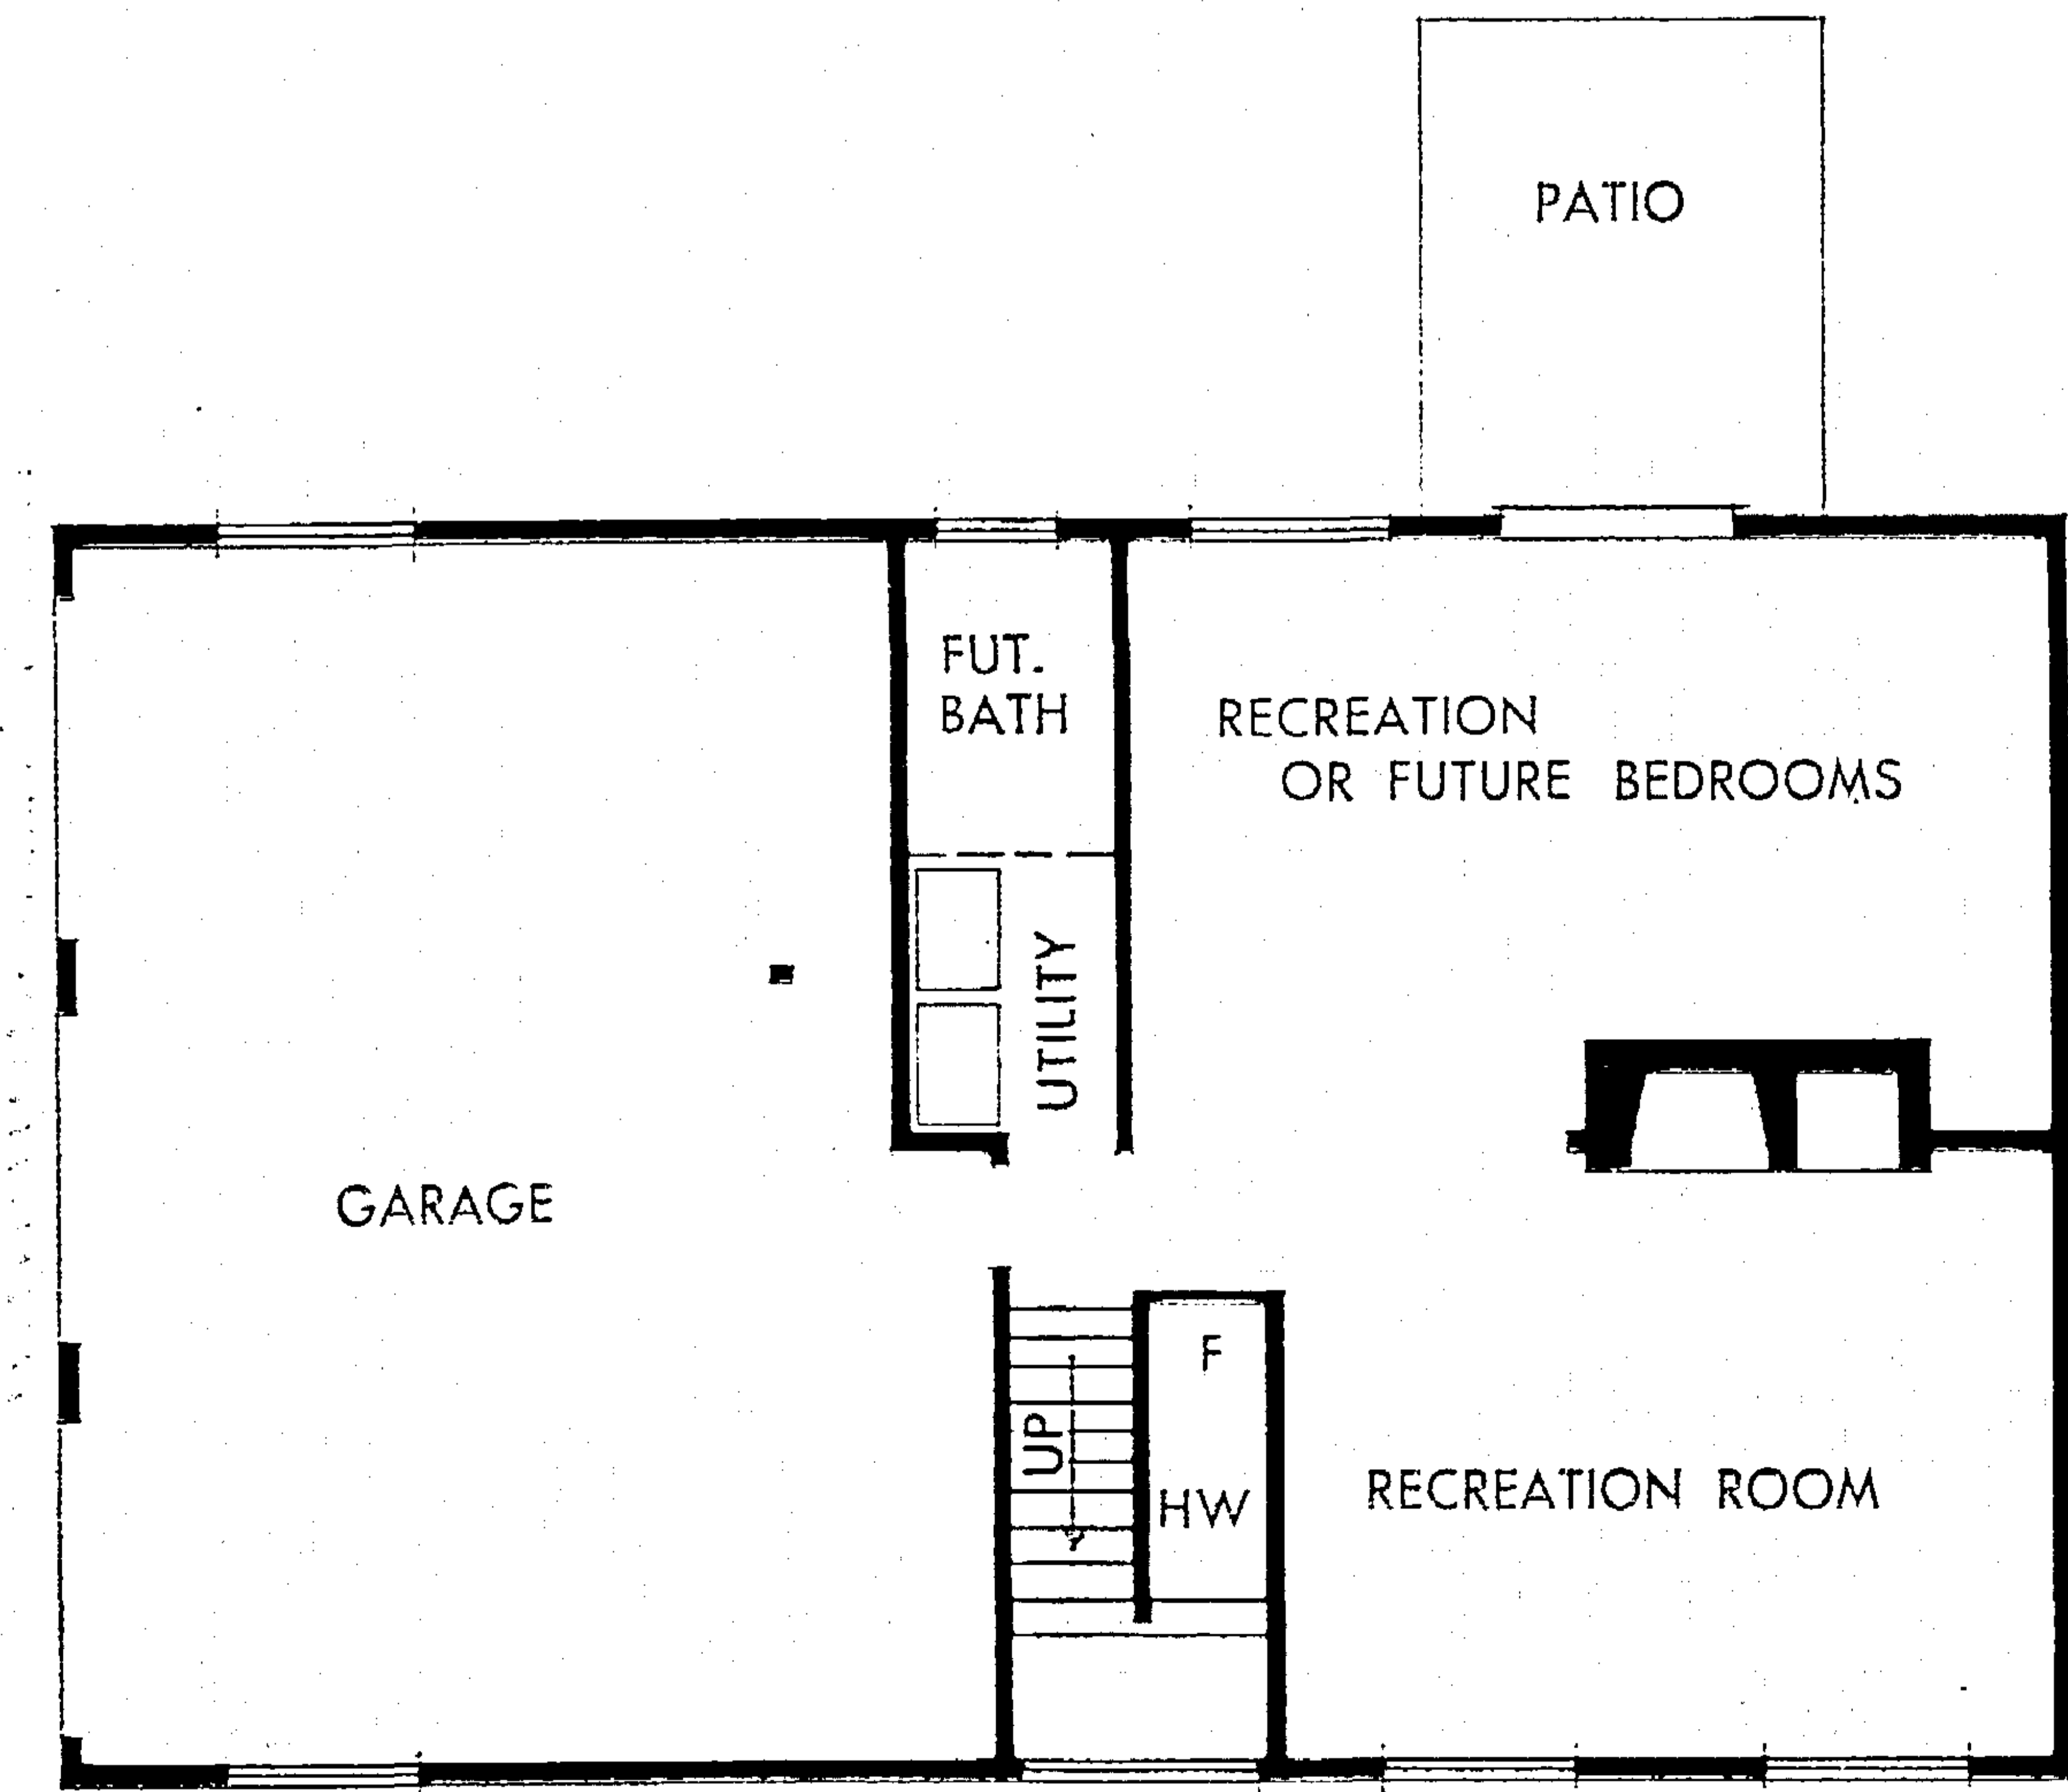 PATIO
FUT.
BATH
RECREATION
OR FUTURE BEDROOMS
UTILITY
GARAGE
F
UP
HW
RECREATION ROOM